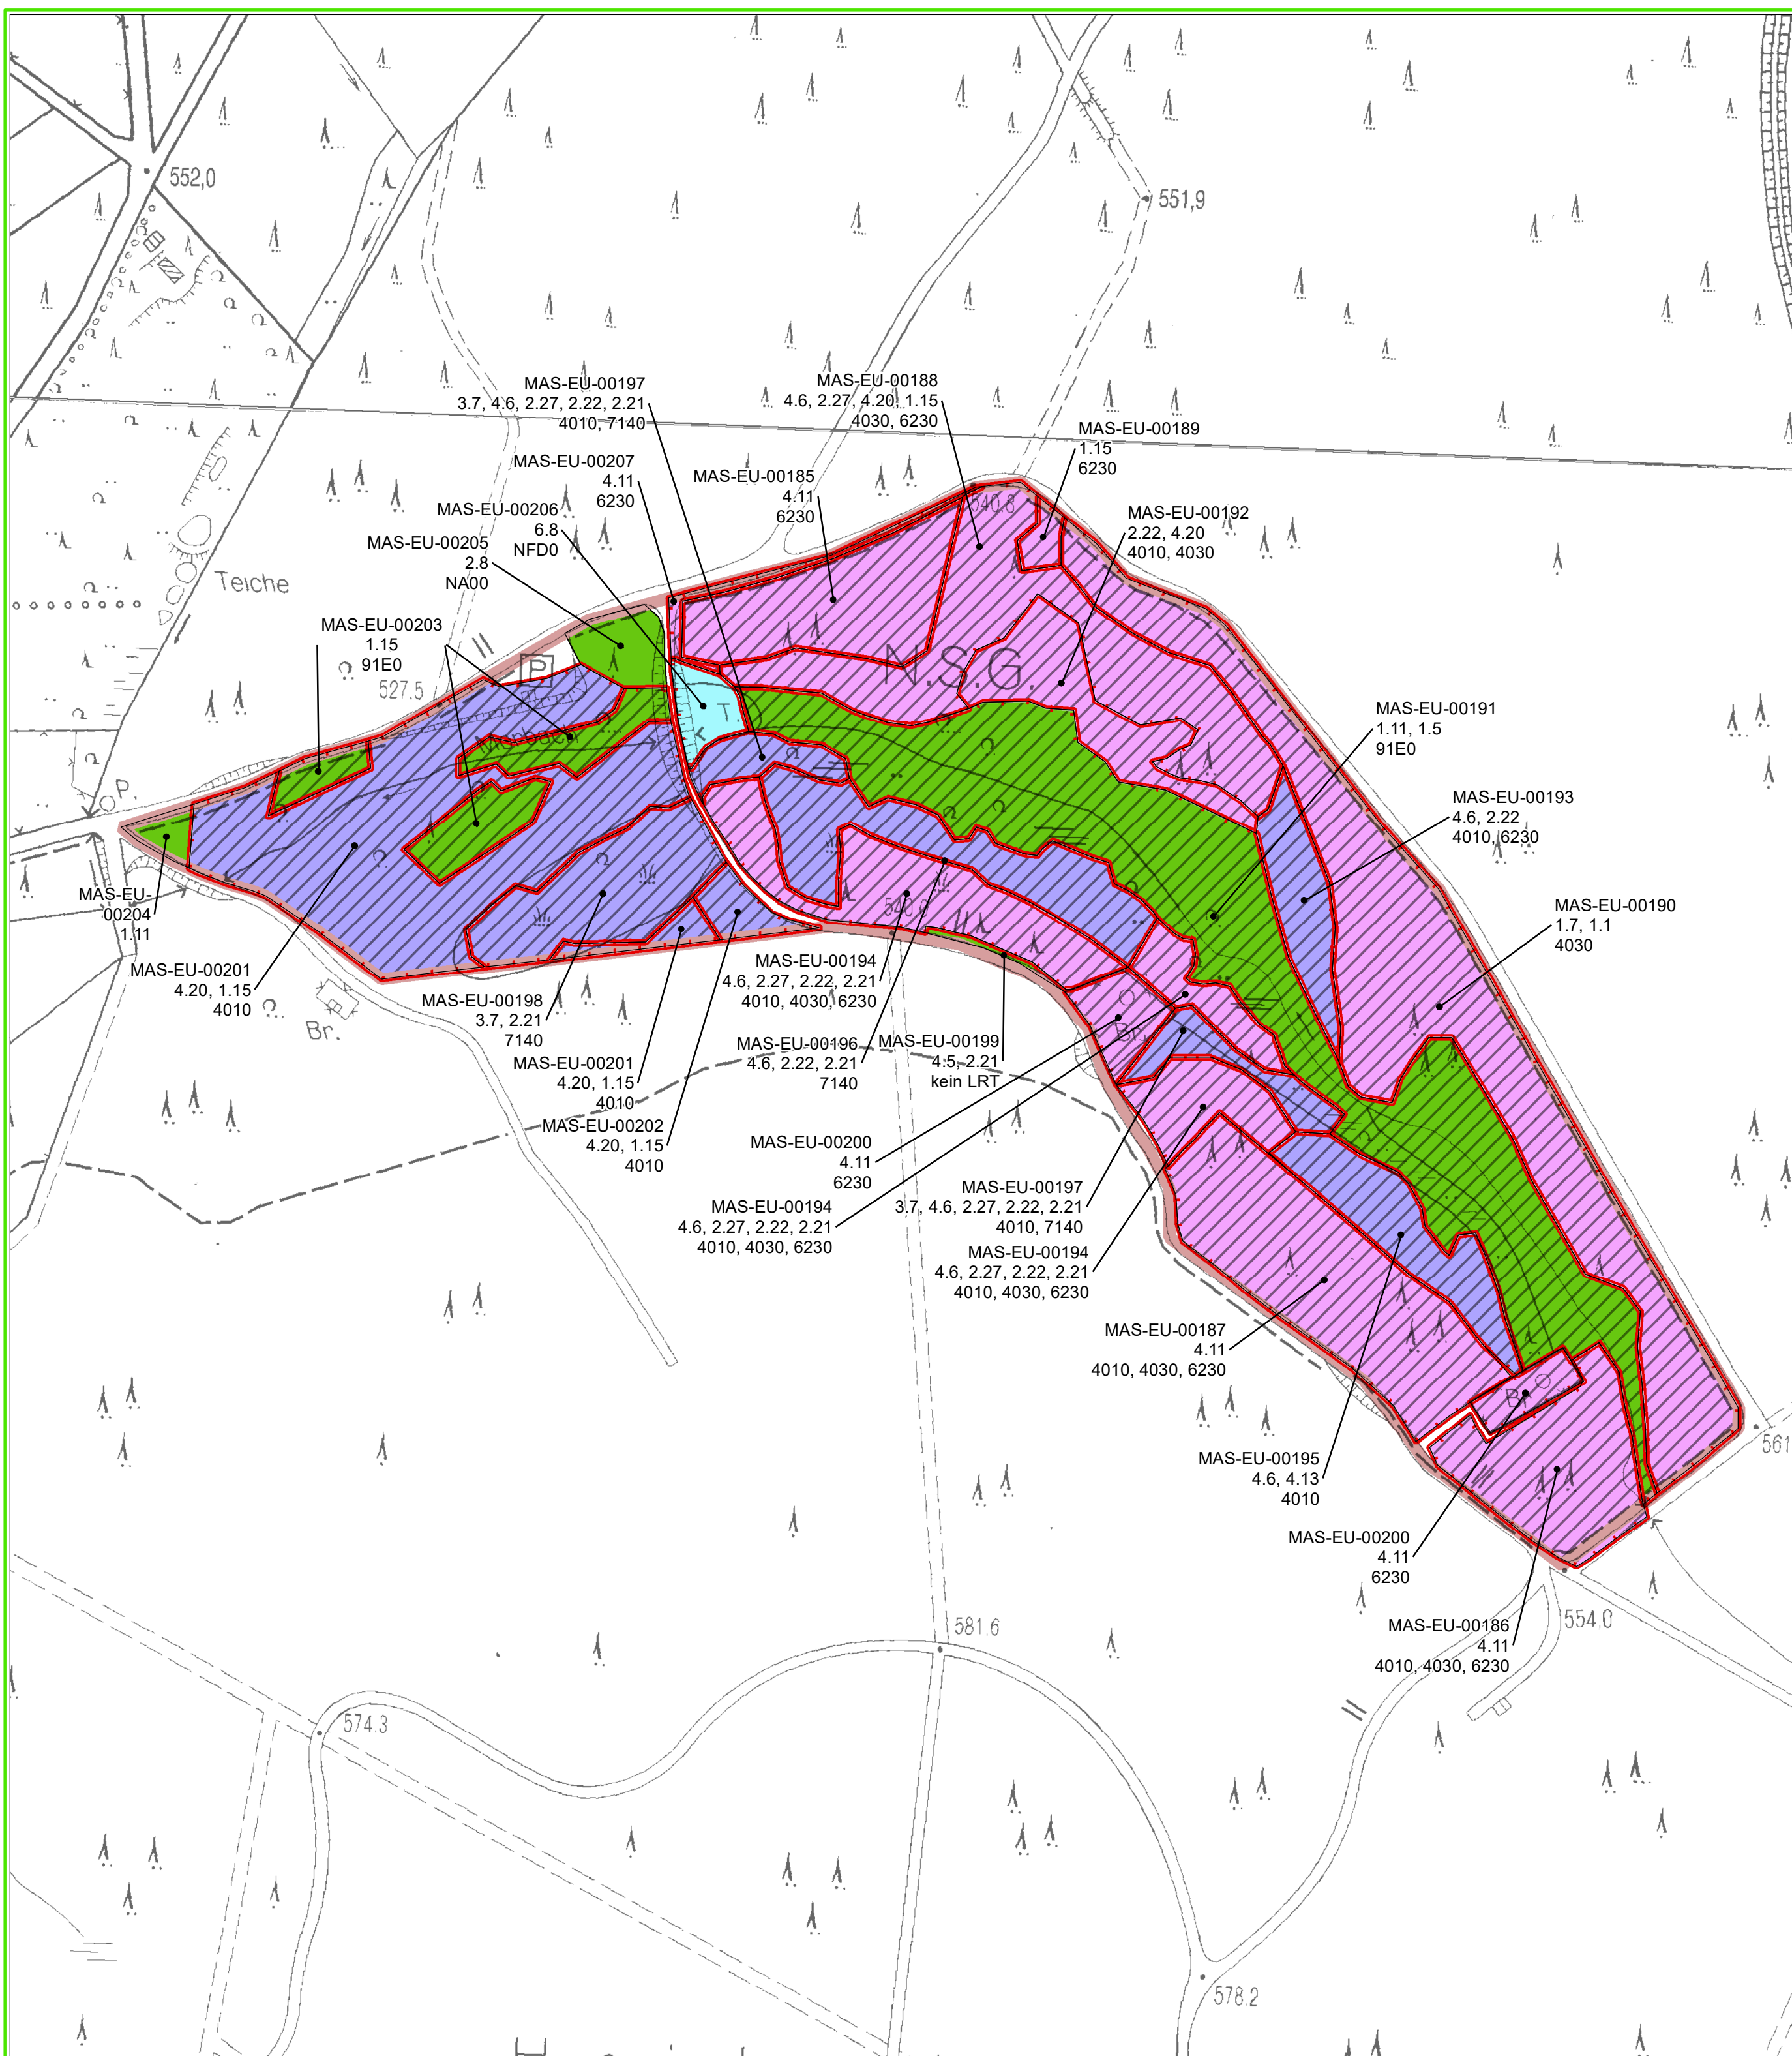 552,0
551,9
MAS-EU-00197
3.7, 4.6, 2.27, 2.22, 2.21
4010, 7140
MAS-EU-00188
4.6, 2.27, 4.20, 1.15
4030, 6230
MAS-EU-00189
1.15
6230
MAS-EU-00207
4.11
6230
MAS-EU-00185
4.11
6230
540.8
MAS-EU-00206
6.8
NFD0
MAS-EU-00192
2.22, 4.20
4010, 4030
MAS-EU-00205
2.8
NA00
Teiche
MAS-EU-00203
1.15
91E0
P
527.5
N.S.G.
T.
Morbach
MAS-EU-00191
1.11, 1.5
91E0
P.
MAS-EU-00193
4.6, 2.22
4010, 6230
MAS-EU-
00204
1.11
540.0
MAS-EU-00190
1.7, 1.1
4030
MAS-EU-00201
4.20, 1.15
4010
MAS-EU-00198
3.7, 2.21
7140
MAS-EU-00194
4.6, 2.27, 2.22, 2.21
4010, 4030, 6230
Br.
Br.
MAS-EU-00201
4.20, 1.15
4010
MAS-EU-00196
4.6, 2.22, 2.21
7140
MAS-EU-00199
4.5, 2.21
kein LRT
MAS-EU-00202
4.20, 1.15
4010
MAS-EU-00200
4.11
6230
MAS-EU-00194
4.6, 2.27, 2.22, 2.21
4010, 4030, 6230
MAS-EU-00197
3.7, 4.6, 2.27, 2.22, 2.21
4010, 7140
MAS-EU-00194
4.6, 2.27, 2.22, 2.21
4010, 4030, 6230
MAS-EU-00187
4.11
4010, 4030, 6230
Br.
561
MAS-EU-00195
4.6, 4.13
4010
MAS-EU-00200
4.11
6230
MAS-EU-00186
4.11
4010, 4030, 6230
554.0
581.6
574.3
578.2